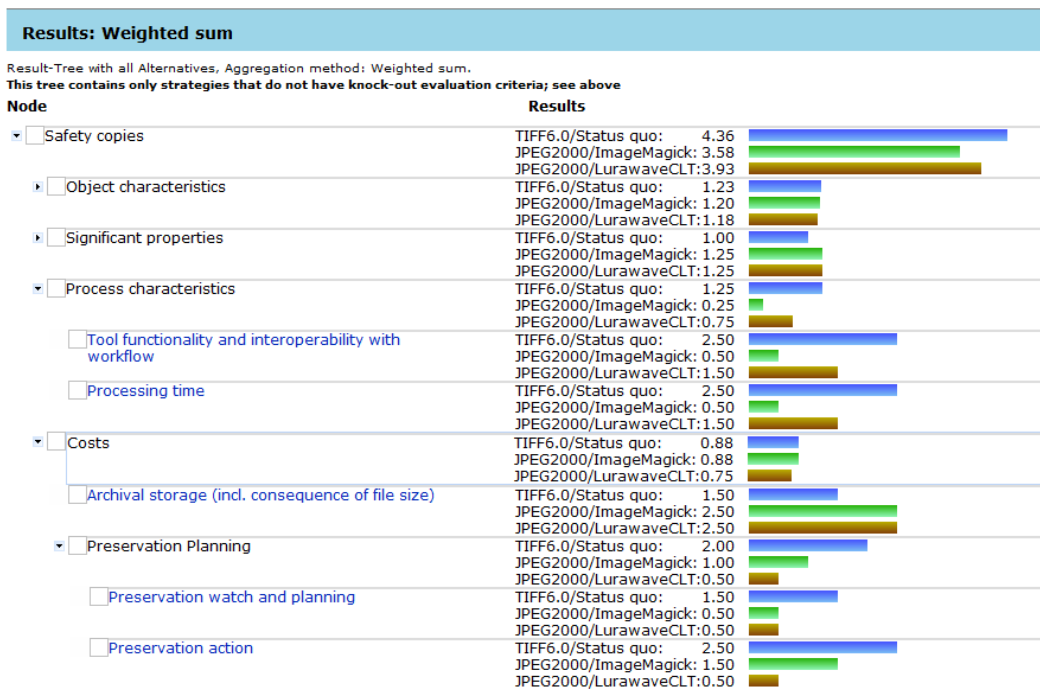 Results: Weighted sum
Result-Tree with all Alternatives, Aggregation method: Weighted sum.
This tree contains only strategies that do not have knock-out evaluation criteria; see above
Node Results
Safety copies TIFF6.0/Status quo: 4.36
JPEG2000/ImageMagick: 3.58
JPEG2000/LurawaveCLT:3.93
Object characteristics TIFF6.0/Status quo: 1.23
JPEG2000/ImageMagick: 1.20
JPEG2000/LurawaveCLT:1.18
Significant properties TIFF6.0/Status quo: 1.00
JPEG2000/ImageMagick: 1.25
JPEG2000/LurawaveCLT:1.25
Process characteristics TIFF6.0/Status quo: 1.25
JPEG2000/ImageMagick: 0.25
JPEG2000/LurawaveCLT:0.75
Tool functionality and interoperability with TIFF6.0/Status quo: 2.50
workflow JPEG2000/ImageMagick: 0.50
JPEG2000/LurawaveCLT:1.50
Processing time TIFF6.0/Status quo: 2.50
JPEG2000/ImageMagick: 0.50
JPEG2000/LurawaveCLT:1.50
Costs TIFF6.0/Status quo: 0.88
JPEG2000/ImageMagick: 0.88
JPEG2000/LurawaveCLT:0.75
Archival storage (incl. consequence of file size) TIFF6.0/Status quo: 1.50
JPEG2000/ImageMagick: 2.50
JPEG2000/LurawaveCLT:2.50
Preservation Planning TIFF6.0/Status quo: 2.00
JPEG2000/ImageMagick: 1.00
JPEG2000/LurawaveCLT:0.50
Preservation watch and planning TIFF6.0/Status quo: 1.50
JPEG2000/ImageMagick: 0.50
JPEG2000/LurawaveCLT:0.50
Preservation action TIFF6.0/Status quo: 2.50
JPEG2000/ImageMagick: 1.50
JPEG2000/LurawaveCLT:0.50